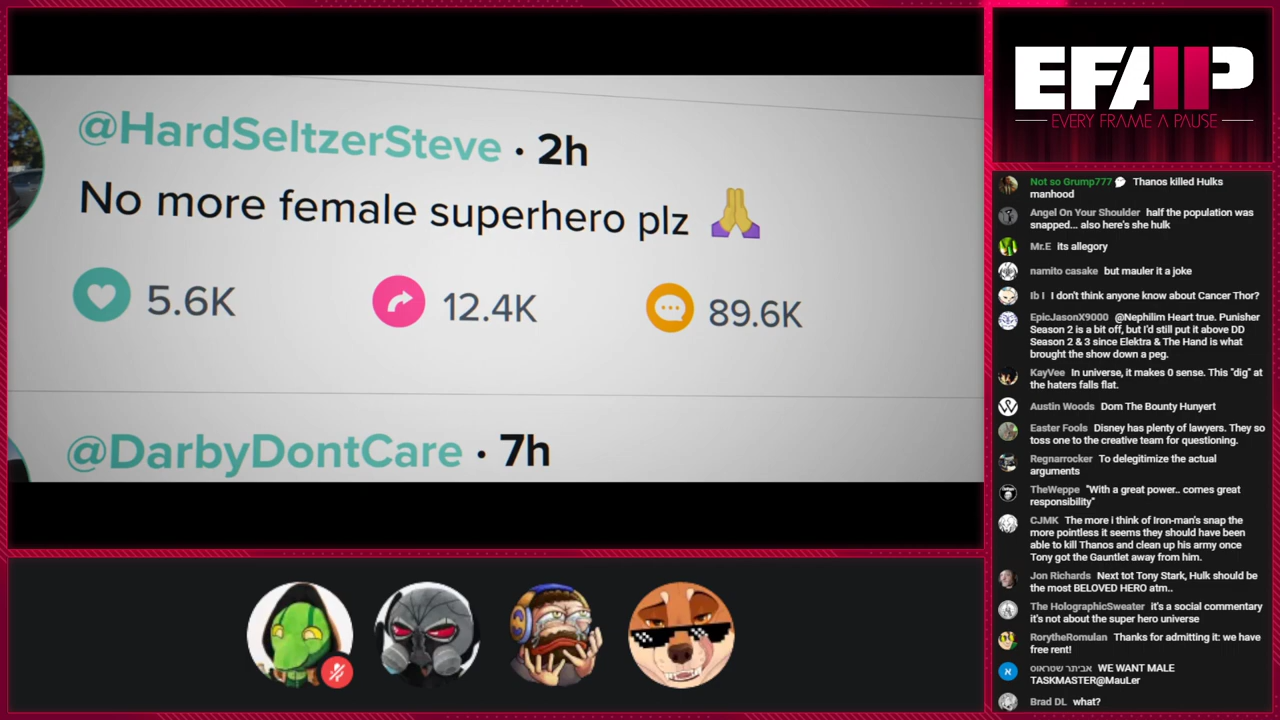 @HardSeltzerSteve · 2h
No more female superhero plz 🙏
5.6K 12.4K 89.6K
@DarbyDontCare · 7h
EFAP
EVERY FRAME A PAUSE
Not so Grump777 Thanos killed Hulks
manhood
Angel On Your Shoulder half the population was
snapped... also here's she hulk
Mr.E its allegory
namito casake but mauler it a joke
Ib I I don't think anyone know about Cancer Thor?
EpicJasonX9000 @Nephilim Heart true. Punisher
Season 2 is a bit off, but I'd still put it above DD
Season 2 & 3 since Elektra & The Hand is what
brought the show down a peg.
KayVee In universe, it makes 0 sense. This "dig" at
the haters falls flat.
Austin Woods Dom The Bounty Hunyert
Easter Fools Disney has plenty of lawyers. They so
toss one to the creative team for questioning.
Regnarrocker To delegitimize the actual
arguments
TheWeppe "With a great power.. comes great
responsibility"
CJMK The more i think of Iron-man's snap the
more pointless it seems they should have been
able to kill Thanos and clean up his army once
Tony got the Gauntlet away from him.
Jon Richards Next tot Tony Stark, Hulk should be
the most BELOVED HERO atm..
The HolographicSweater it's a social commentary
it's not about the super hero universe
RorytheRomulan Thanks for admitting it: we have
free rent!
אביתר שטראוס WE WANT MALE
TASKMASTER@MauLer
Brad DL what?